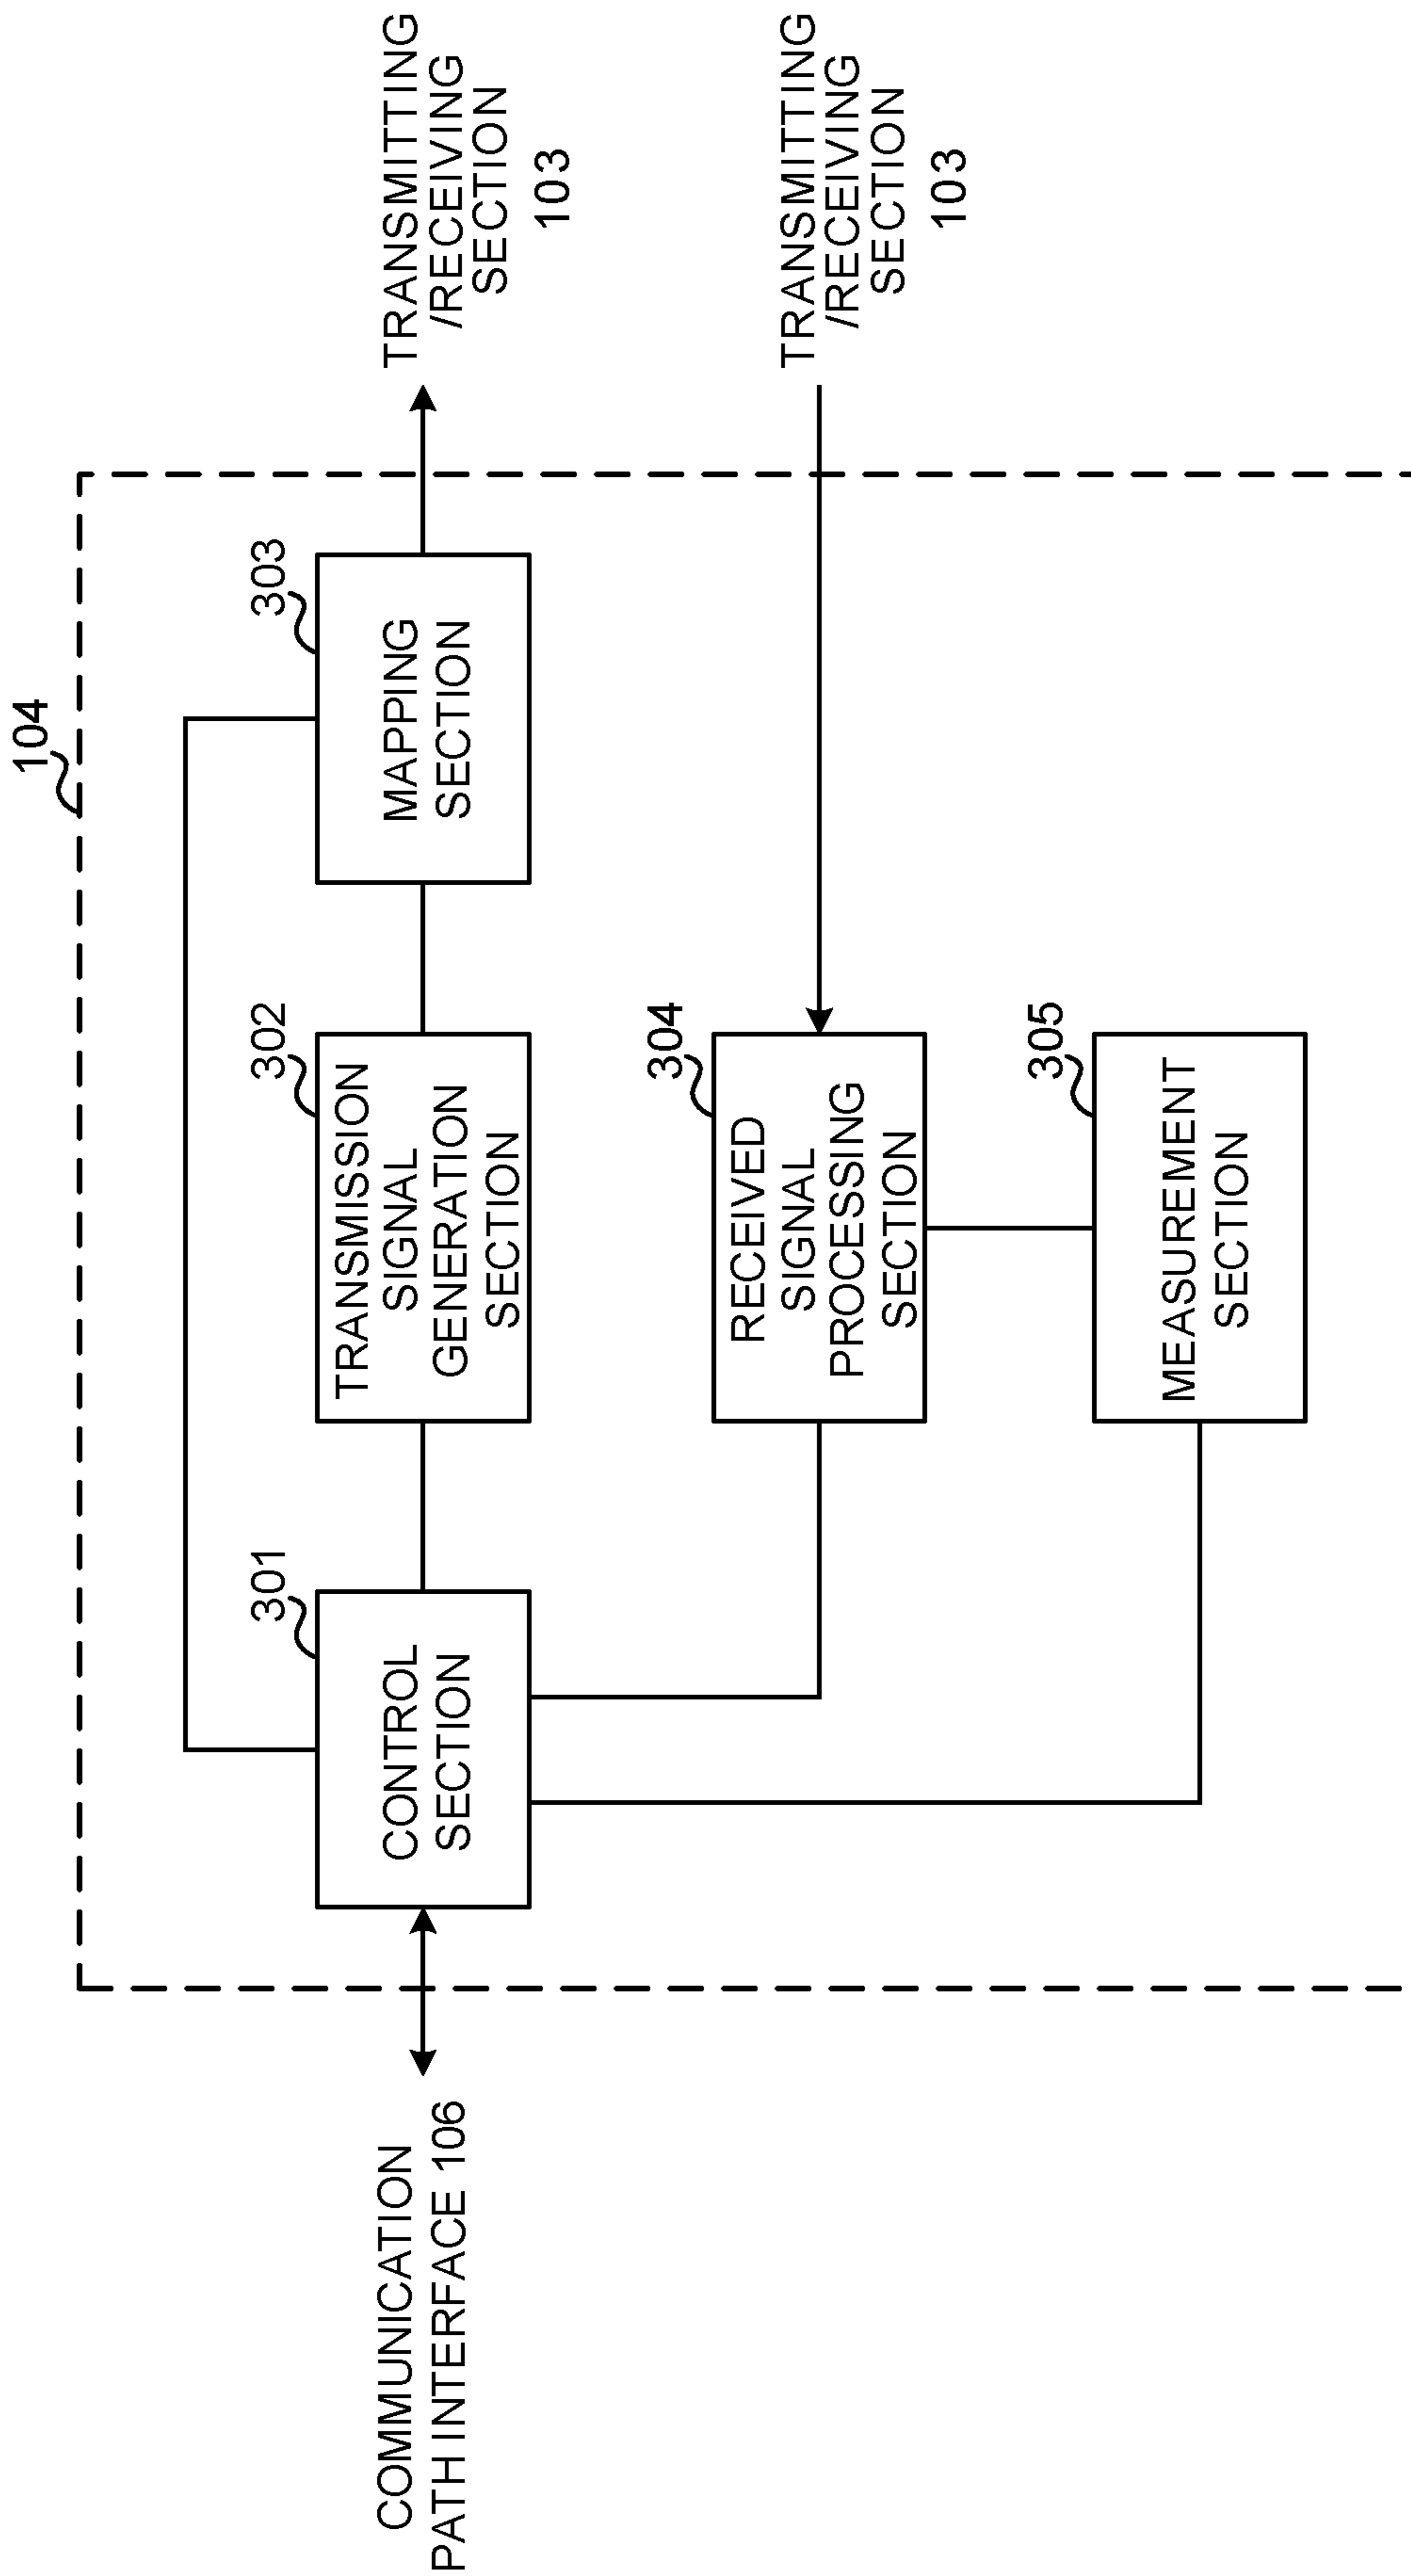 104
COMMUNICATION
PATH INTERFACE 106
301
CONTROL
SECTION
302
TRANSMISSION
SIGNAL
GENERATION
SECTION
303
MAPPING
SECTION
TRANSMITTING
/RECEIVING
SECTION
103
304
RECEIVED
SIGNAL
PROCESSING
SECTION
TRANSMITTING
/RECEIVING
SECTION
103
305
MEASUREMENT
SECTION